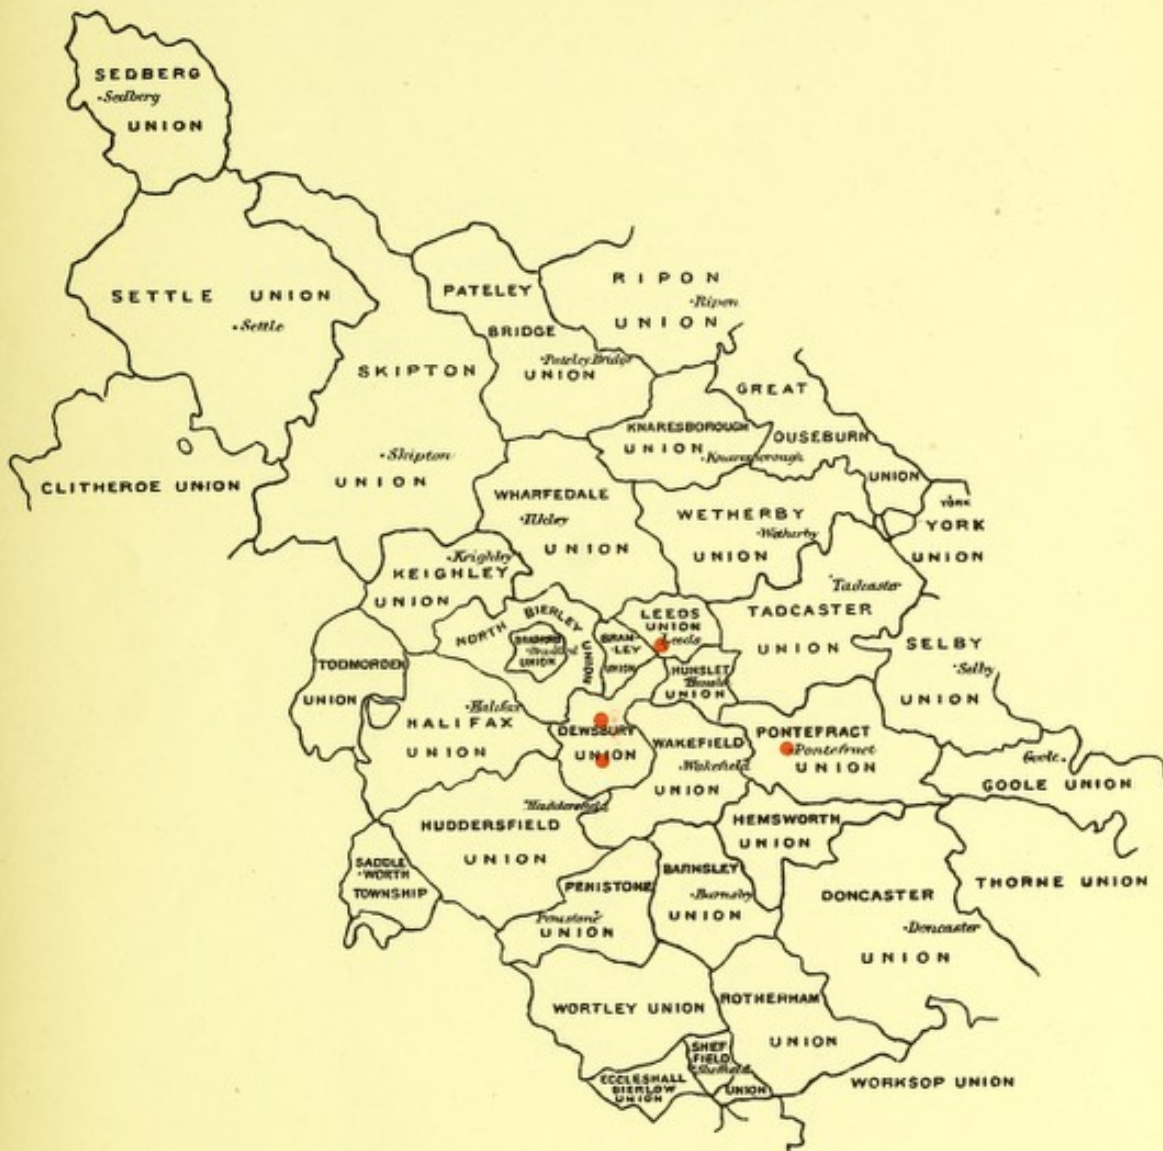 SEDBERG
Sedberg
UNION
SETTLE UNION
Settle
PATELEY
BRIDGE
Pateley Bridge
UNION
RIPON
Ripon
UNION
SKIPTON
Skipton
UNION
GREAT
OUSEBURN
UNION
KNARESBOROUGH
UNION
Knaresborough
CLITHEROE UNION
WHARFEDALE
Ilkley
UNION
WETHERBY
Wetherby
UNION
YORK
YORK
UNION
Keighley
KEIGHLEY
UNION
Tadcaster
TADCASTER
UNION
NORTH BIERLEY UNION
Bradford
UNION
BRAM-
LEY
UNION
LEEDS
UNION
Leeds
HUNSLET
UNION
SELBY
Selby
UNION
TODMORDEN
UNION
Halifax
HALIFAX
UNION
DEWSBURY
UNION
WAKEFIELD
Wakefield
UNION
PONTEFRACT
Pontefract
UNION
Goole
GOOLE UNION
Huddersfield
HUDDERSFIELD
UNION
HEMSWORTH
UNION
SADDLE
WORTH
TOWNSHIP
PENISTONE
Penistone
UNION
BARNSLEY
Barnsley
UNION
DONCASTER
Doncaster
UNION
THORNE UNION
WORTLEY UNION
ROTHERHAM
UNION
SHEF
FIELD
Sheffield
UNION
ECCLESHALL
BIERLOW
UNION
WORKSOP UNION